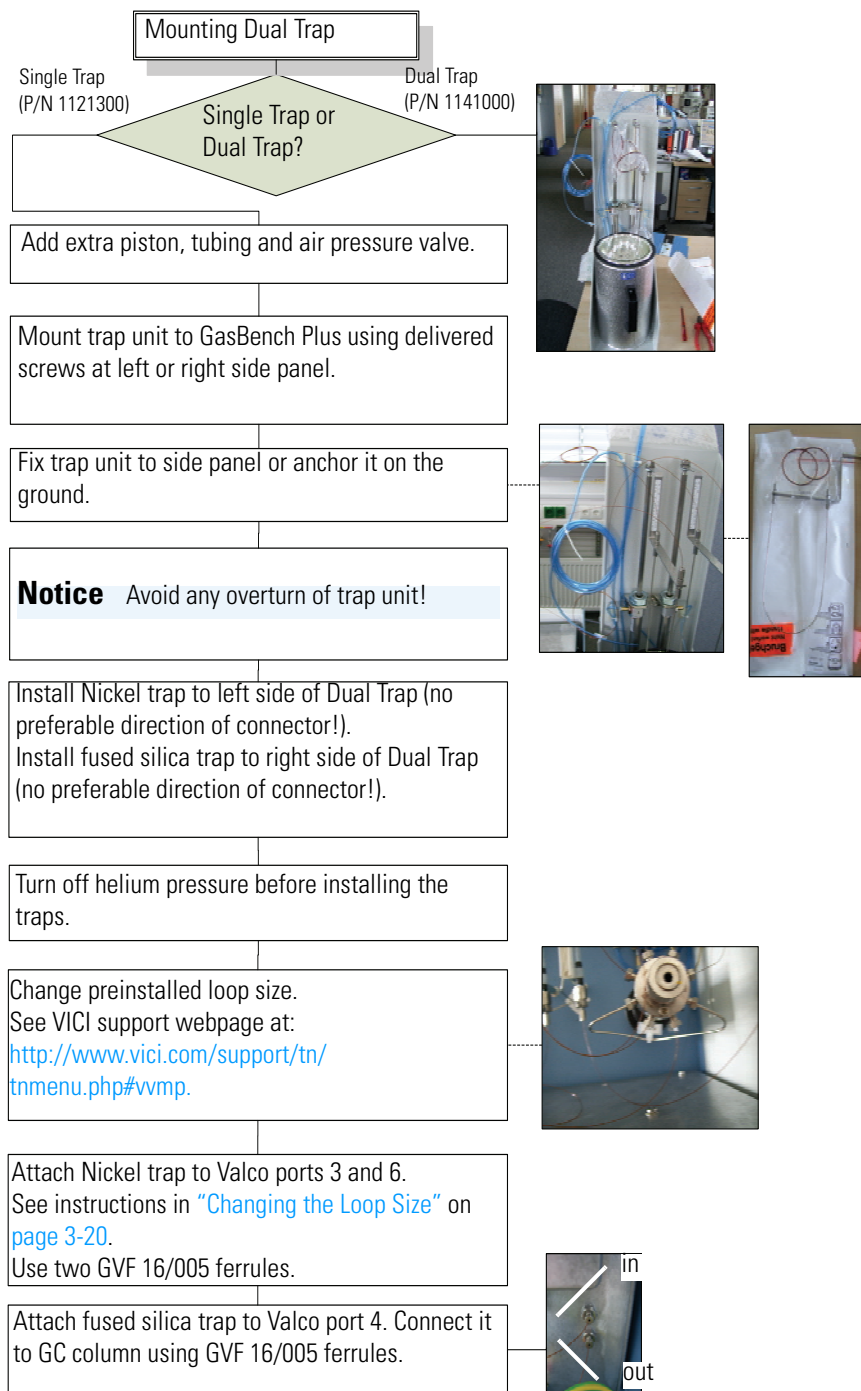 Mounting Dual Trap
Single Trap
(P/N 1121300)
Dual Trap
(P/N 1141000)
Single Trap or
Dual Trap?
Add extra piston, tubing and air pressure valve.
Mount trap unit to GasBench Plus using delivered
screws at left or right side panel.
Fix trap unit to side panel or anchor it on the
ground.
Notice Avoid any overturn of trap unit!
Install Nickel trap to left side of Dual Trap (no
preferable direction of connector!).
Install fused silica trap to right side of Dual Trap
(no preferable direction of connector!).
Turn off helium pressure before installing the
traps.
Change preinstalled loop size.
See VICI support webpage at:
http://www.vici.com/support/tn/
tnmenu.php#vvmp.
Attach Nickel trap to Valco ports 3 and 6.
See instructions in “Changing the Loop Size” on
page 3-20.
Use two GVF 16/005 ferrules.
Attach fused silica trap to Valco port 4. Connect it
to GC column using GVF 16/005 ferrules.
in
out